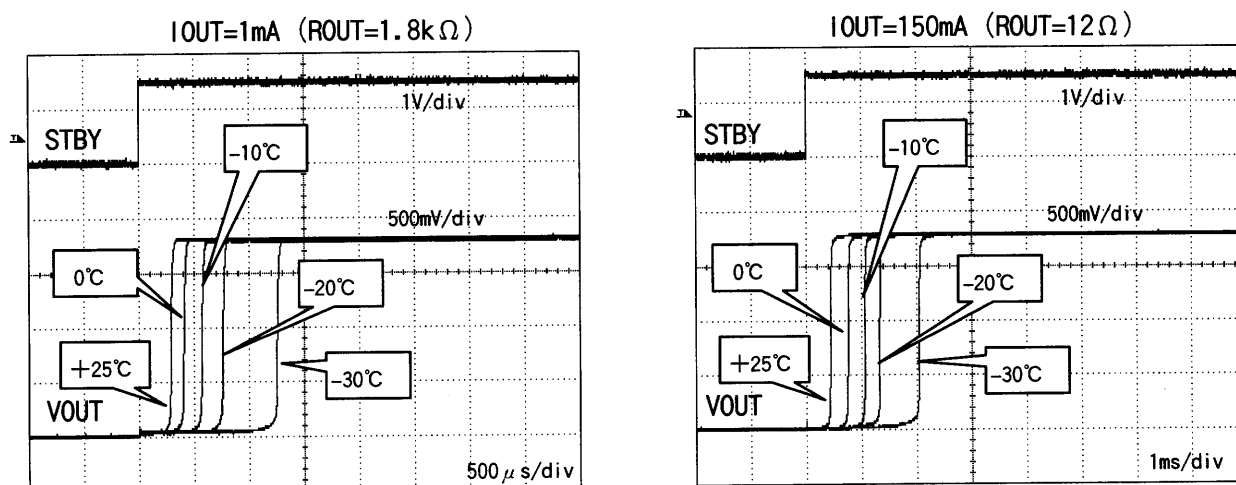 IOUT=1mA (ROUT=1.8kΩ)
1V/div
STBY
-10℃
500mV/div
0℃
-20℃
+25℃
-30℃
VOUT
500μs/div
IOUT=150mA (ROUT=12Ω)
1V/div
STBY
-10℃
500mV/div
0℃
-20℃
+25℃
-30℃
VOUT
1ms/div